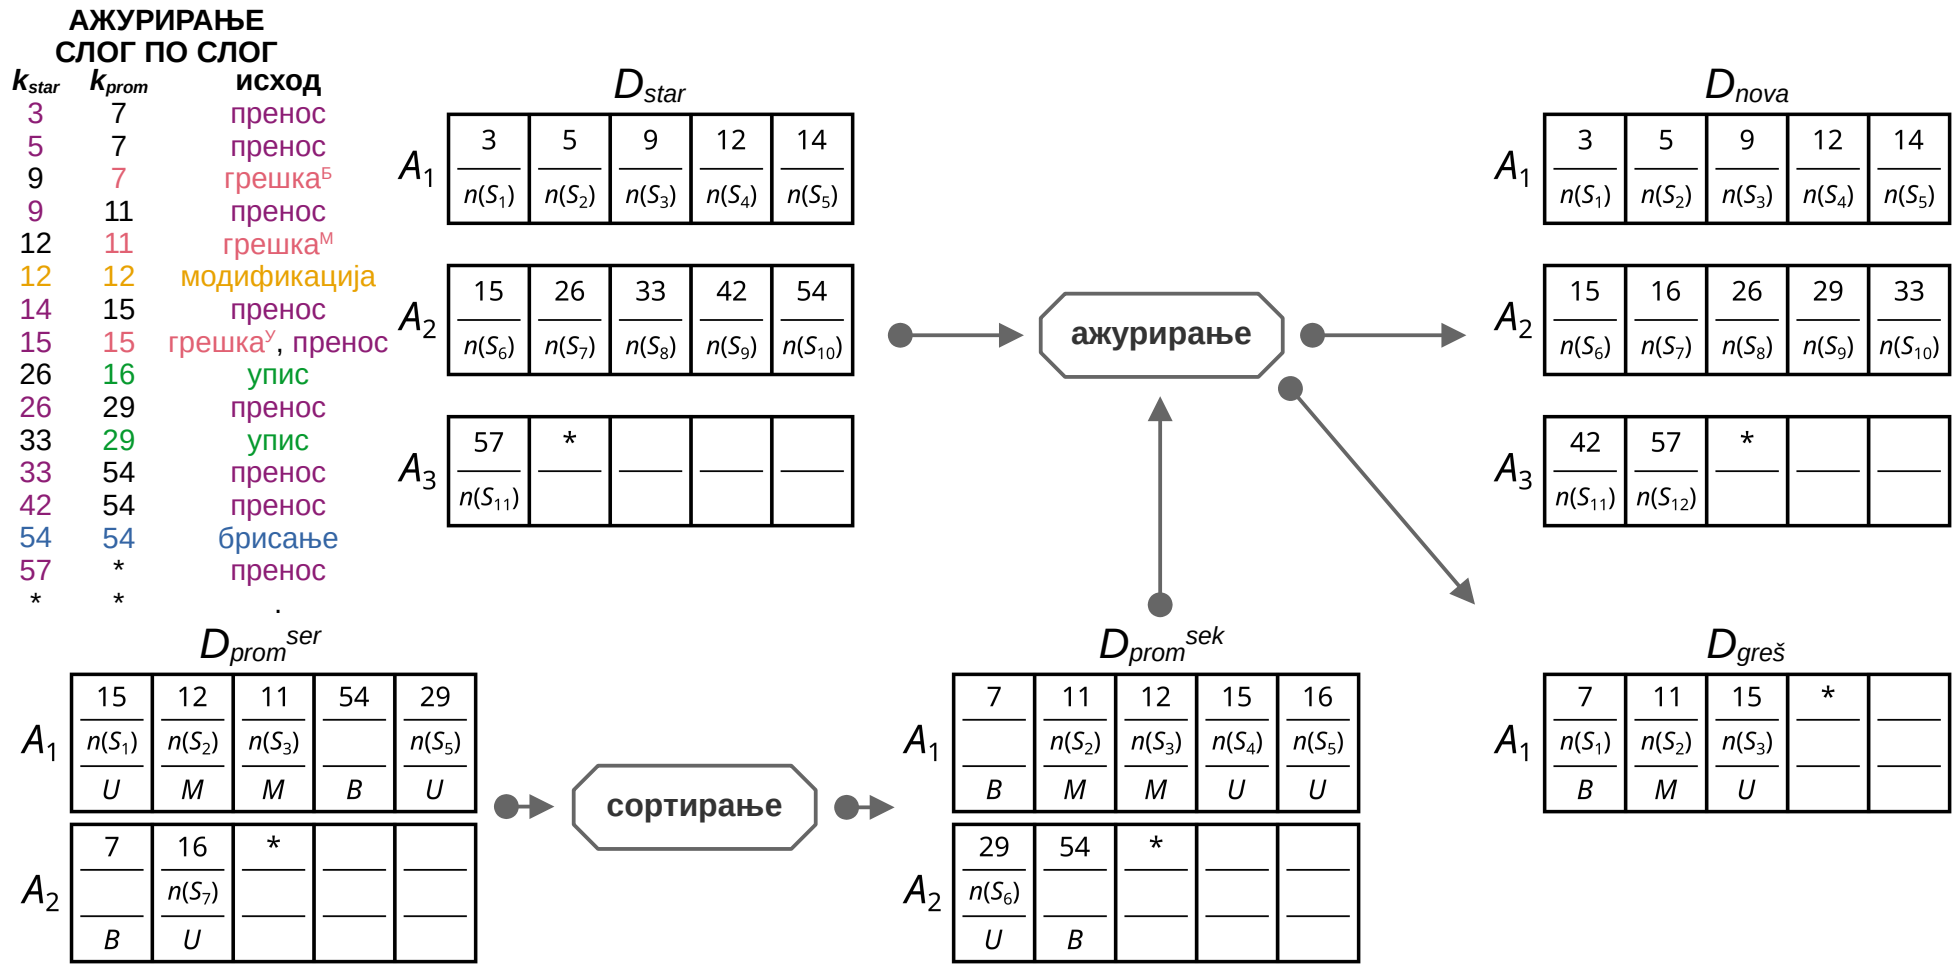 АЖУРИРАЊЕ
СЛОГ ПО СЛОГ
kstar kprom исход
3 7 пренос
5 7 пренос
9 7 грешкаБ
9 11 пренос
12 11 грешкаМ
12 12 модификација
14 15 пренос
15 15 грешкаУ, пренос
26 16 упис
26 29 пренос
33 29 упис
33 54 пренос
42 54 пренос
54 54 брисање
57 * пренос
* * .
Dstar
A1
3 5 9 12 14
n(S1) n(S2) n(S3) n(S4) n(S5)
A2
15 26 33 42 54
n(S6) n(S7) n(S8) n(S9) n(S10)
A3
57 *
n(S11)
ажурирање
Dnova
A1
3 5 9 12 14
n(S1) n(S2) n(S3) n(S4) n(S5)
A2
15 16 26 29 33
n(S6) n(S7) n(S8) n(S9) n(S10)
A3
42 57 *
n(S11) n(S12)
Dpromser
A1
15 12 11 54 29
n(S1) n(S2) n(S3) n(S5)
U M M B U
A2
7 16 *
n(S7)
B U
сортирање
Dpromsek
A1
7 11 12 15 16
n(S2) n(S3) n(S4) n(S5)
B M M U U
A2
29 54 *
n(S6)
U B
Dgreš
A1
7 11 15 *
n(S1) n(S2) n(S3)
B M U